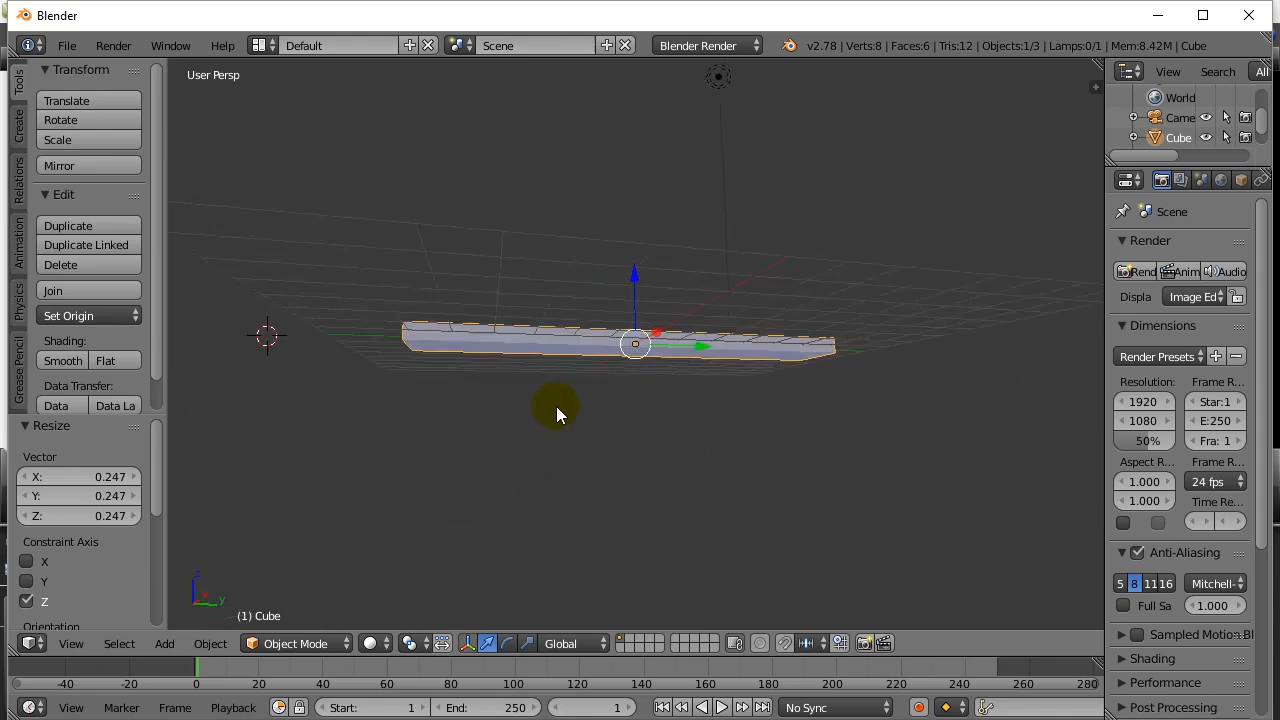 Blender
File Render Window Help Default Scene Blender Render v2.78 | Verts:8 | Faces:6 | Tris:12 | Objects:1/3 | Lamps:0/1 | Mem:8.42M | Cube
Tools
Create
Relations
Animation
Physics
Grease Pencil
Transform
Translate
Rotate
Scale
Mirror
Edit
Duplicate
Duplicate Linked
Delete
Join
Set Origin
Shading:
Smooth Flat
Data Transfer:
Data Data La
Resize
Vector
X: 0.247
Y: 0.247
Z: 0.247
Constraint Axis
X
Y
Z
Orientation
User Persp
z
x
y
(1) Cube
View Select Add Object Object Mode Global
-40 -20 0 20 40 60 80 100 120 140 160 180 200 220 240 260 280
View Marker Frame Playback Start: 1 End: 250 1 No Sync
View Search All
World
Came
Cube
Scene
Render
Rend Anim Audio
Displa Image Ed
Dimensions
Render Presets
Resolution: Frame R...
1920 Star:1
1080 E:250
50% Fra: 1
Aspect R... Frame R...
1.000 24 fps
Time Re...
1.000
Anti-Aliasing
5 8 11 16 Mitchell-
Full Sa 1.000
Sampled Motion Bl
Shading
Performance
Post Processing